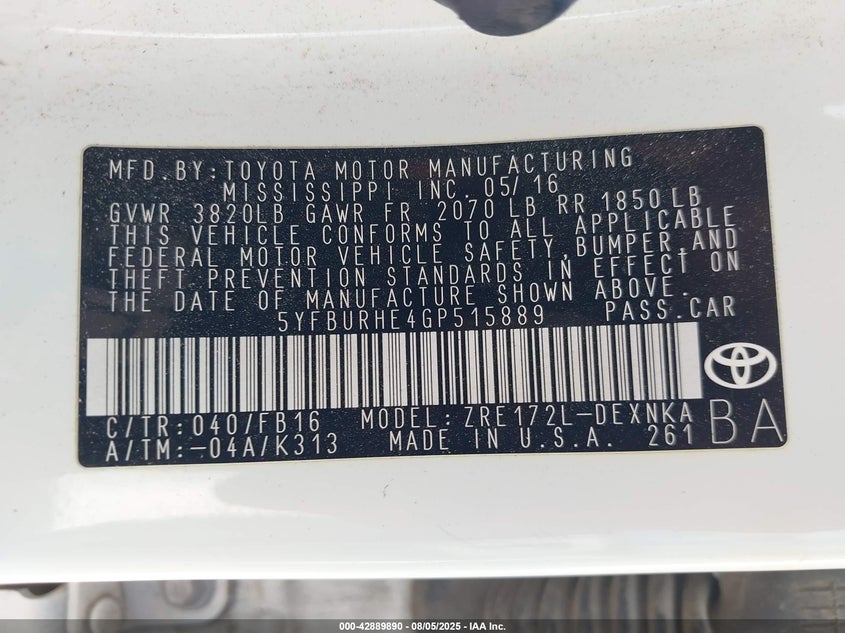 MFD. BY: TOYOTA MOTOR MANUFACTURING
MISSISSIPPI INC. 05/16
GVWR 3820LB GAWR FR 2070 LB RR 1850 LB
THIS VEHICLE CONFORMS TO ALL APPLICABLE
FEDERAL MOTOR VEHICLE SAFETY, BUMPER, AND
THEFT PREVENTION STANDARDS IN EFFECT ON
THE DATE OF MANUFACTURE SHOWN ABOVE.
5YFBURHE4GP515889 PASS. CAR
C/TR: 040/FB16 MODEL: ZRE172L-DEXNKA
A/TM: -04A/K313 MADE IN U.S.A. 261 BA
000-42889890 - 08/05/2025 - IAA Inc.